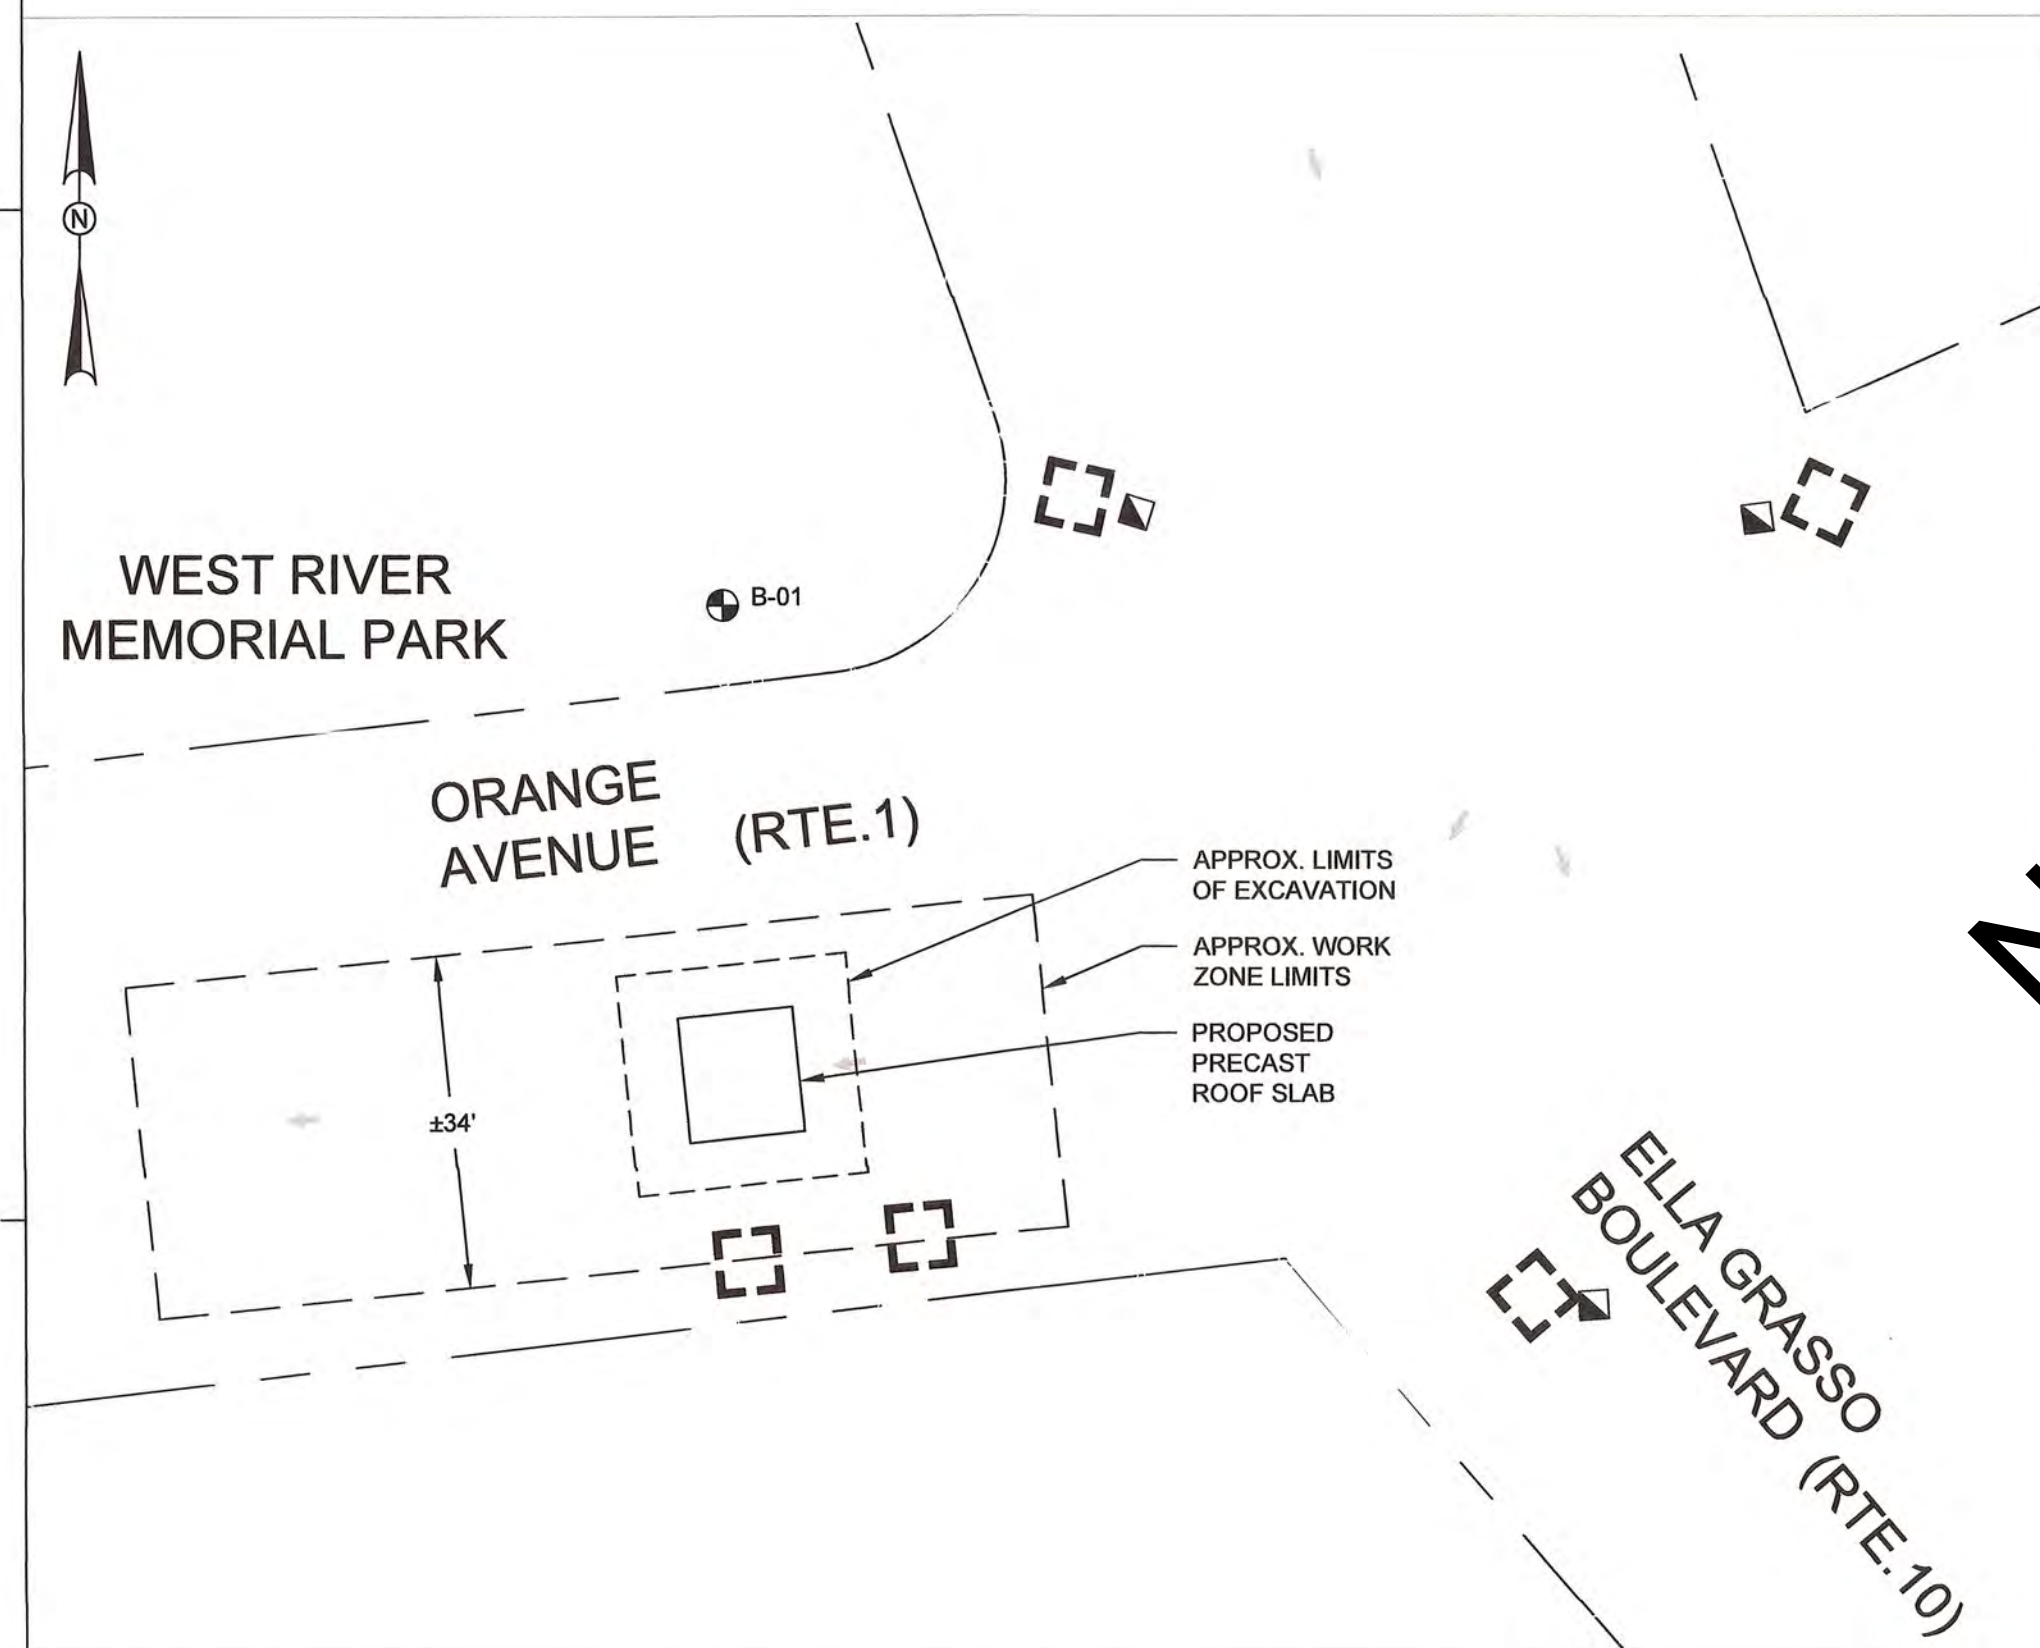 N
WEST RIVER
MEMORIAL PARK
B-01
ORANGE
AVENUE
(RTE.1)
APPROX. LIMITS
OF EXCAVATION
APPROX. WORK
ZONE LIMITS
PROPOSED
PRECAST
ROOF SLAB
±34'
ELLA GRASSO
BOULEVARD (RTE.10)